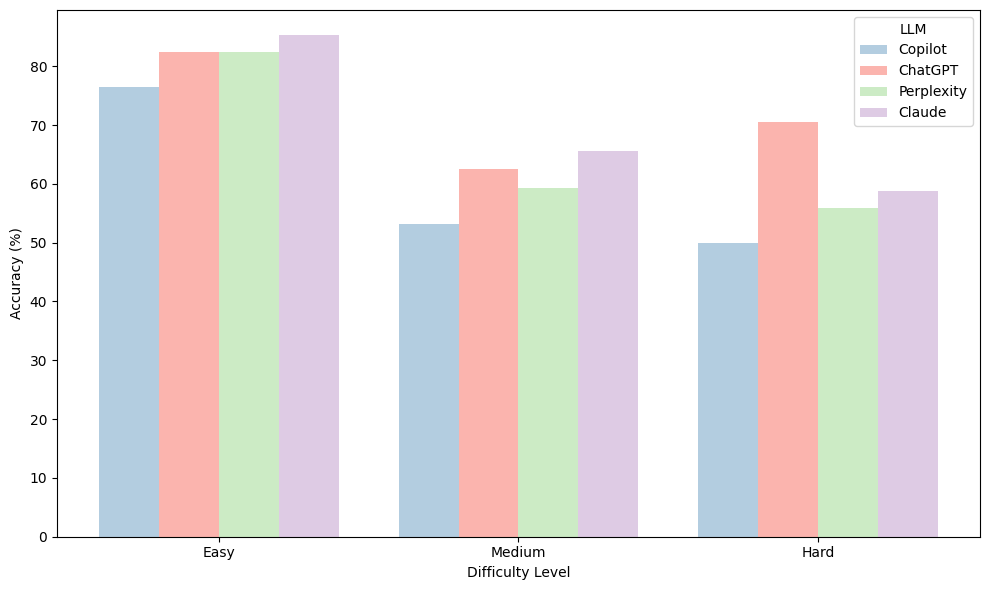 LLM
Copilot
ChatGPT
Perplexity
Claude
Accuracy (%)
80
70
60
50
40
30
20
10
0
Easy Medium Hard
Difficulty Level